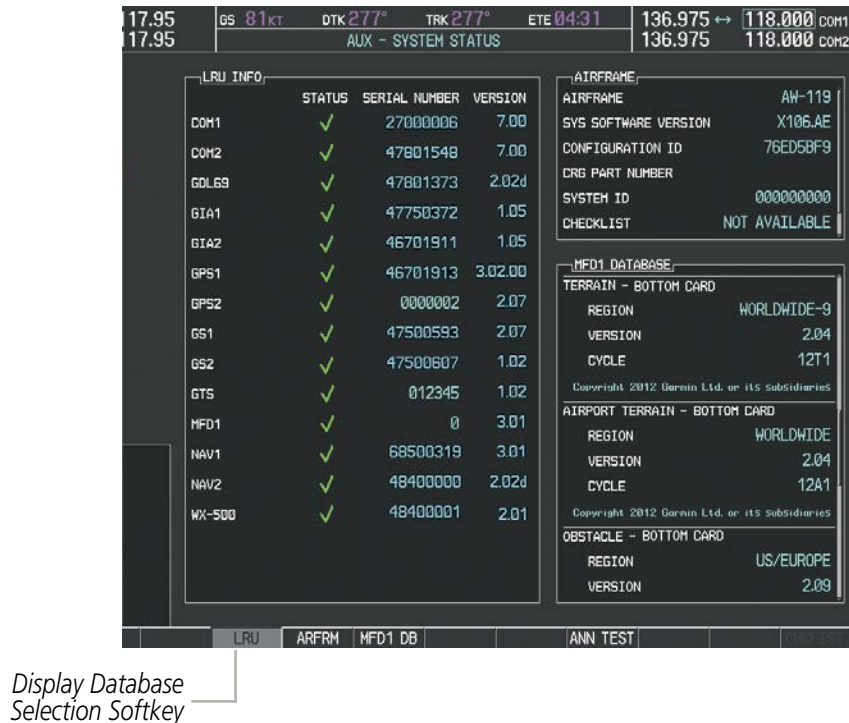 117.95 GS 81KT DTK 277° TRK 277° ETE 04:31 136.975 ↔ 118.000 COM1
117.95 AUX – SYSTEM STATUS 136.975 118.000 COM2
LRU INFO
STATUS SERIAL NUMBER VERSION
COM1 ✓ 27000006 7.00
COM2 ✓ 47801548 7.00
GDL69 ✓ 47801373 2.02d
GIA1 ✓ 47750372 1.05
GIA2 ✓ 46701911 1.05
GPS1 ✓ 46701913 3.02.00
GPS2 ✓ 0000002 2.07
GS1 ✓ 47500593 2.07
GS2 ✓ 47500607 1.02
GTS ✓ 012345 1.02
MFD1 ✓ 0 3.01
NAV1 ✓ 68500319 3.01
NAV2 ✓ 48400000 2.02d
WX-500 ✓ 48400001 2.01
AIRFRAME
AIRFRAME AW-119
SYS SOFTWARE VERSION X106.AE
CONFIGURATION ID 76ED5BF9
CRG PART NUMBER
SYSTEM ID 000000000
CHECKLIST NOT AVAILABLE
MFD1 DATABASE
TERRAIN – BOTTOM CARD
REGION WORLDWIDE-9
VERSION 2.04
CYCLE 12T1
Copyright 2012 Garmin Ltd. or its subsidiaries
AIRPORT TERRAIN – BOTTOM CARD
REGION WORLDWIDE
VERSION 2.04
CYCLE 12A1
Copyright 2012 Garmin Ltd. or its subsidiaries
OBSTACLE – BOTTOM CARD
REGION US/EUROPE
VERSION 2.09
LRU ARFRM MFD1 DB ANN TEST
Display Database
Selection Softkey